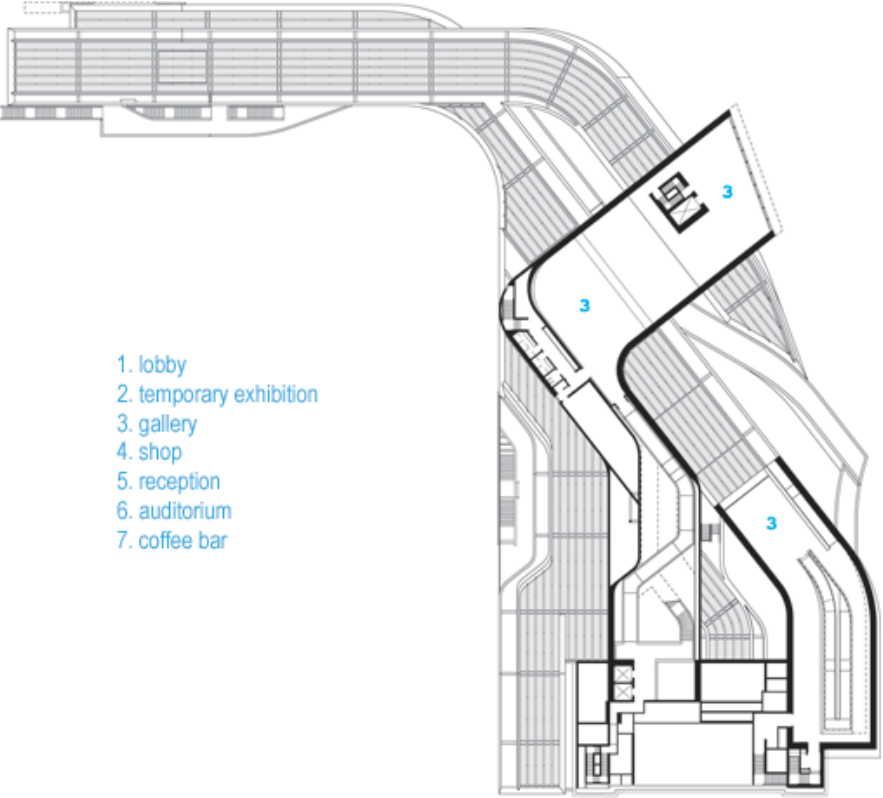 3
3
1. lobby
2. temporary exhibition
3. gallery
4. shop
5. reception
6. auditorium
7. coffee bar
3